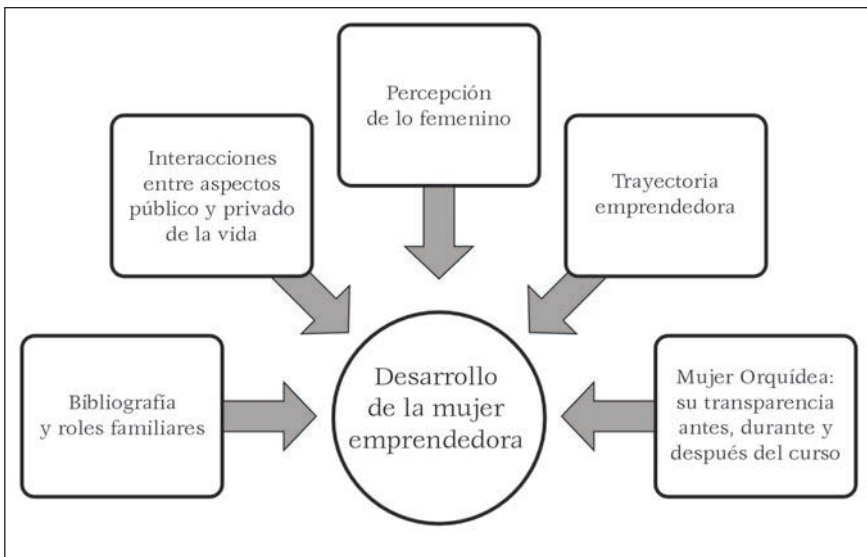 Percepción
de lo femenino
Interacciones
entre aspectos
público y privado
de la vida
Trayectoria
emprendedora
Bibliografía
y roles familiares
Desarrollo
de la mujer
emprendedora
Mujer Orquídea:
su transparencia
antes, durante y
después del curso